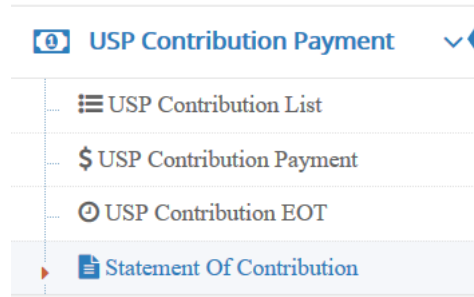 USP Contribution Payment
USP Contribution List
$ USP Contribution Payment
USP Contribution EOT
Statement Of Contribution